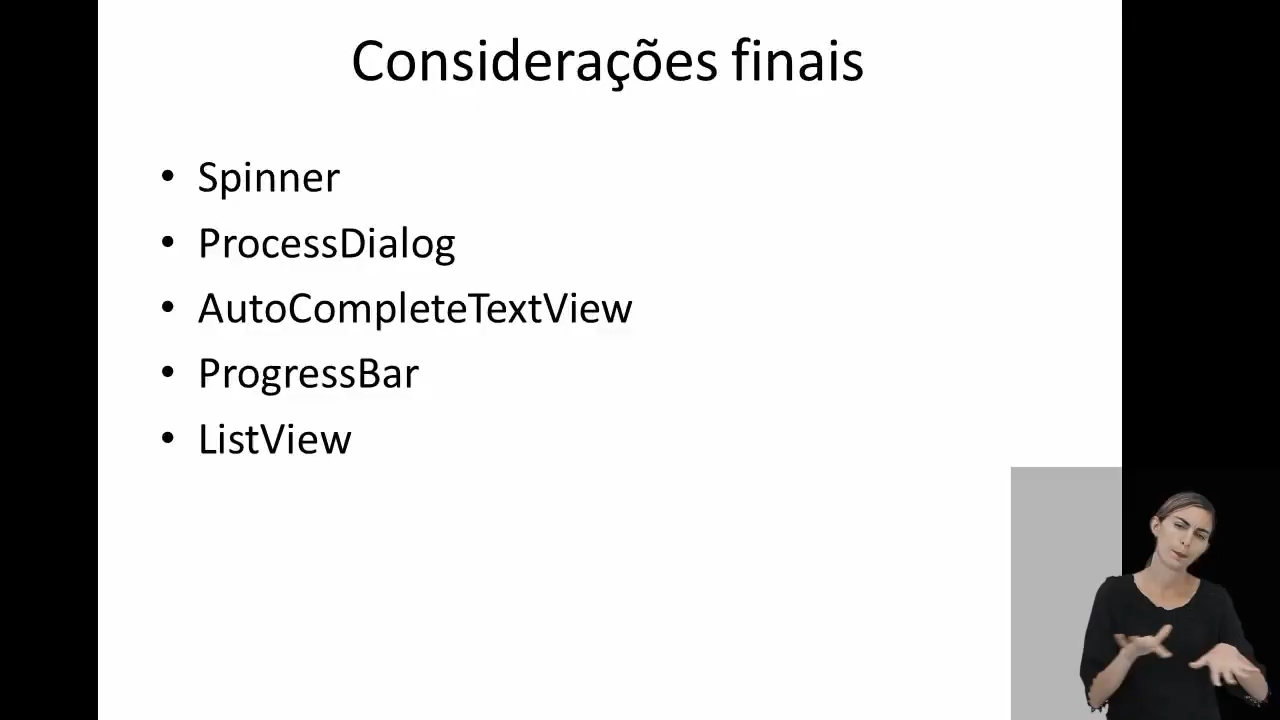 Considerações finais
• Spinner
• ProcessDialog
• AutoCompleteTextView
• ProgressBar
• ListView